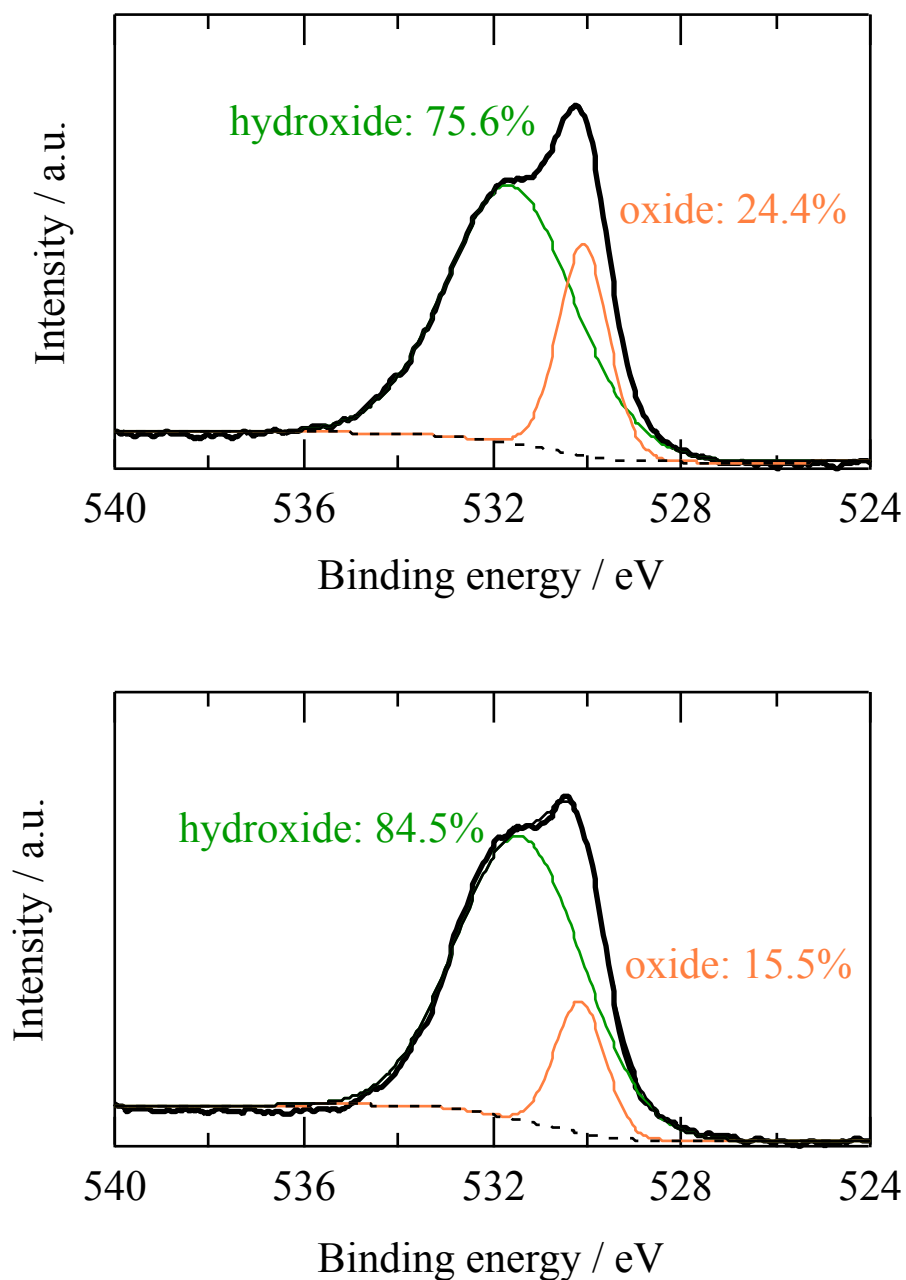 hydroxide: 75.6%
oxide: 24.4%
Intensity / a.u.
540 536 532 528 524
Binding energy / eV
hydroxide: 84.5%
oxide: 15.5%
Intensity / a.u.
540 536 532 528 524
Binding energy / eV